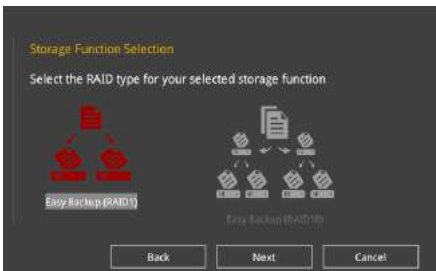 Storage Function Selection
Select the RAID type for your selected storage function
Easy Backup (RAID1)
Easy Backup (RAID10)
Back
Next
Cancel